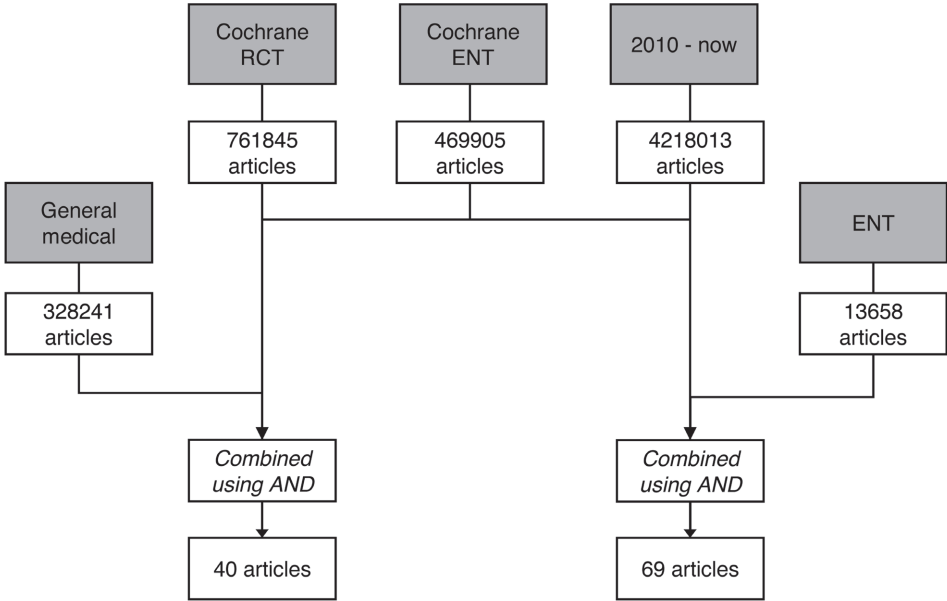 Cochrane
RCT
Cochrane
ENT
2010 - now
761845
articles
469905
articles
4218013
articles
General
medical
ENT
328241
articles
13658
articles
Combined
using AND
Combined
using AND
40 articles
69 articles